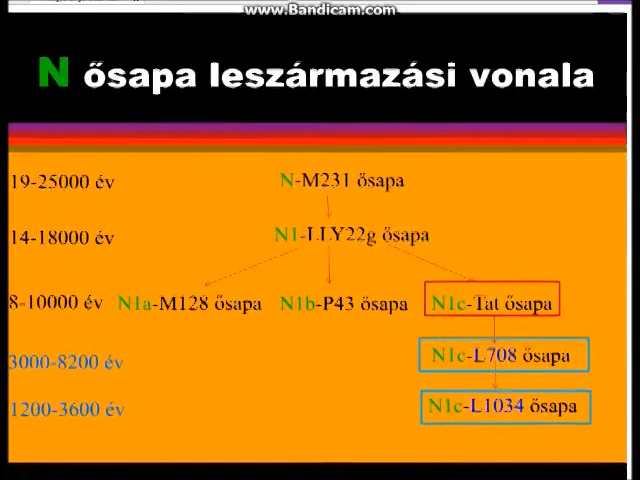 www.Bandicam.com
N ősapa leszármazási vonala
19-25000 év N-M231 ősapa
14-18000 év N1-LLY22g ősapa
8-10000 év N1a-M128 ősapa N1b-P43 ősapa N1c-Tat ősapa
3000-8200 év N1c-L708 ősapa
1200-3600 év N1c-L1034 ősapa